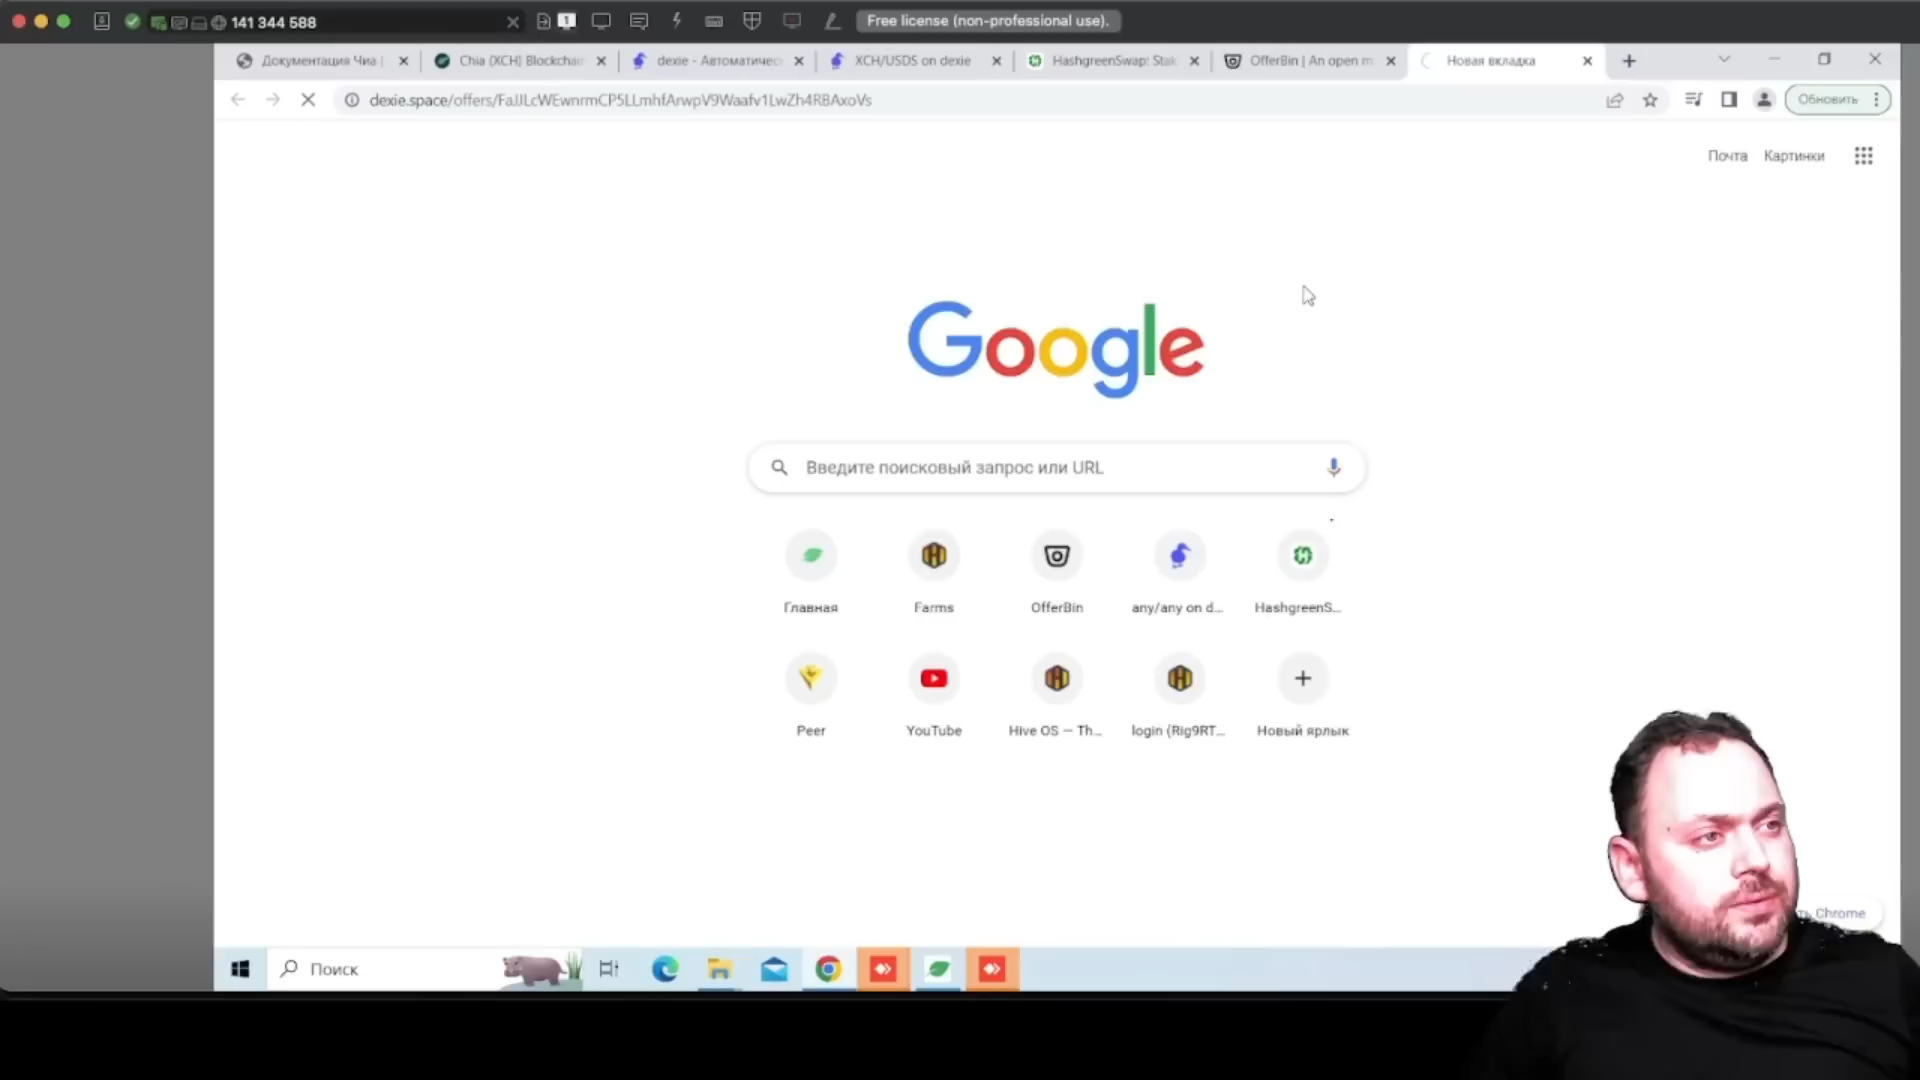 141 344 588
Free license (non-professional use).
Документация Чиа |
Chia (XCH) Blockchai
dexie - Автоматичес
XCH/USDS on dexie
HashgreenSwap: Stak
OfferBin | An open m
Новая вкладка
dexie.space/offers/FaJJLcWEwnrmCP5LLmhfArwpV9Waafv1LwZh4RBAxoVs
Обновить
Почта Картинки
Google
Введите поисковый запрос или URL
Главная
Farms
OfferBin
any/any on d...
HashgreenS...
Peer
YouTube
Hive OS – Th...
login (Rig9RT...
Новый ярлык
Chrome
Поиск